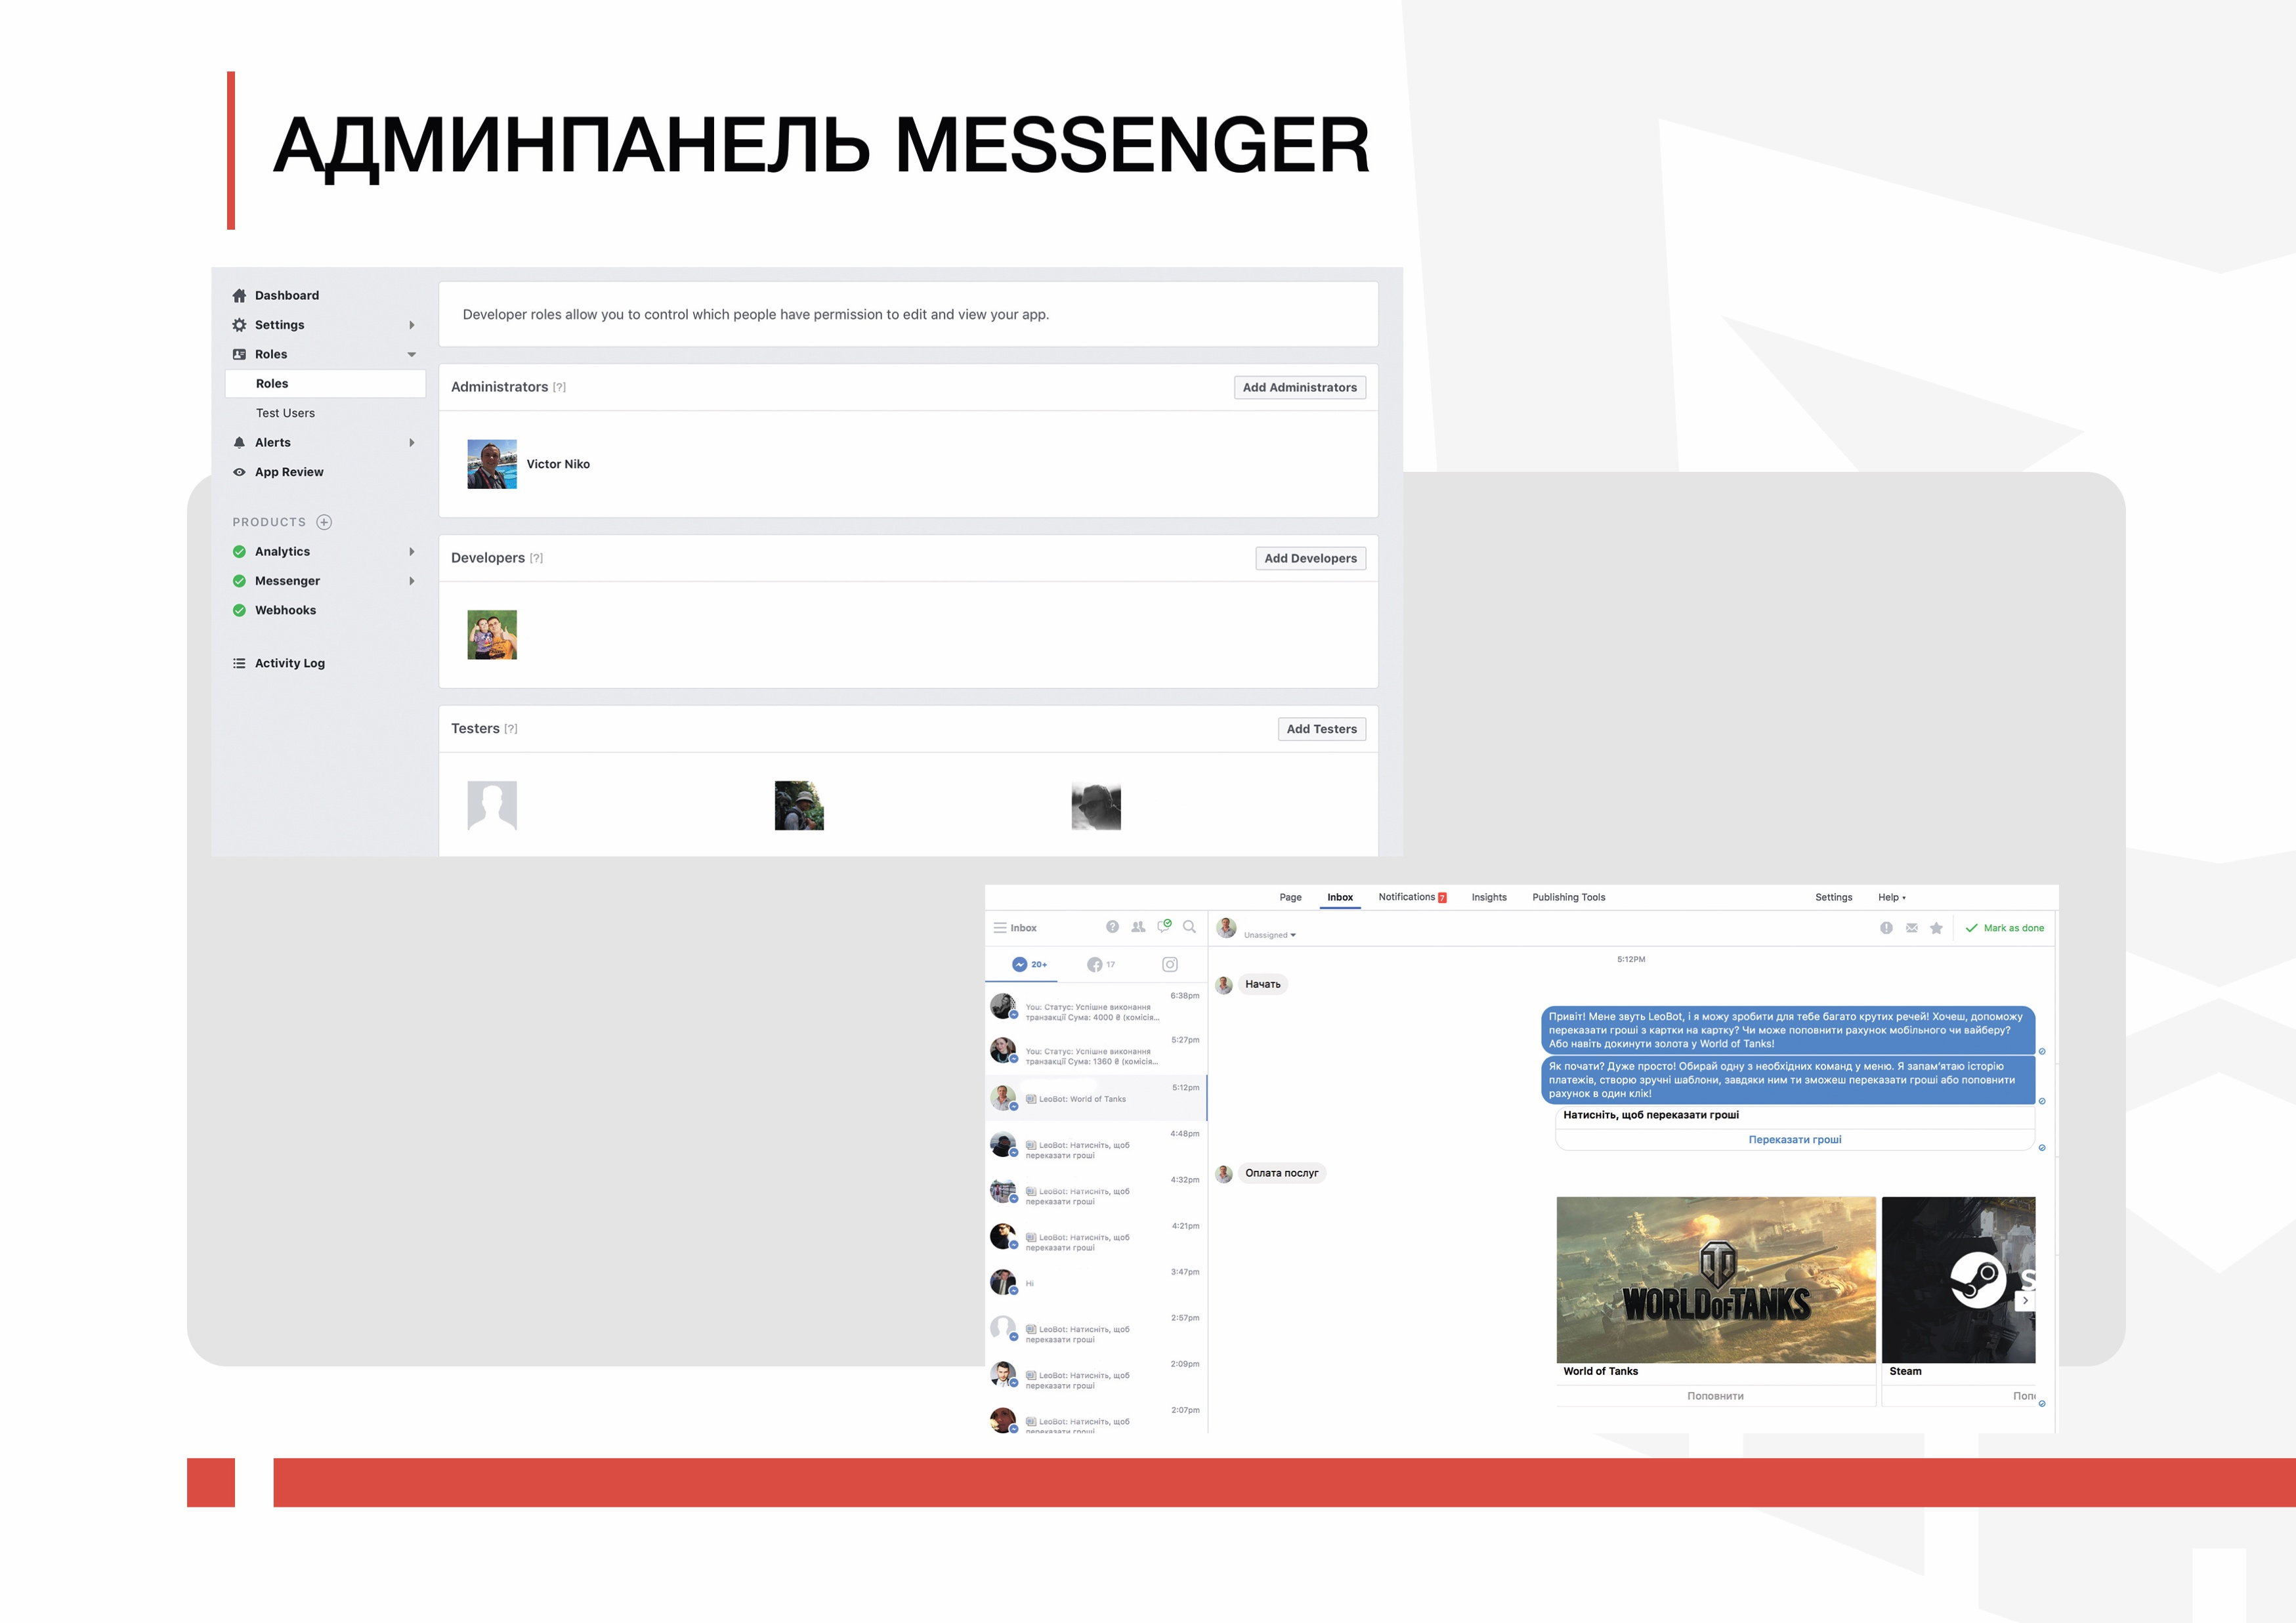 АДМИНПАНЕЛЬ MESSENGER
Dashboard
Settings
Roles
Roles
Test Users
Alerts
App Review
PRODUCTS
Analytics
Messenger
Webhooks
Activity Log
Developer roles allow you to control which people have permission to edit and view your app.
Administrators [?]
Add Administrators
Victor Niko
Developers [?]
Add Developers
Testers [?]
Add Testers
Page Inbox Notifications 7 Insights Publishing Tools Settings Help
Inbox
20+ 17
6:38pm
You: Статус: Успішне виконання
транзакції Сума: 4000 ₴ (комісія...
5:27pm
You: Статус: Успішне виконання
транзакції Сума: 1360 ₴ (комісія...
5:12pm
LeoBot: World of Tanks
4:48pm
LeoBot: Натисніть, щоб
переказати гроші
4:32pm
LeoBot: Натисніть, щоб
переказати гроші
4:21pm
LeoBot: Натисніть, щоб
переказати гроші
3:47pm
Hi
2:57pm
LeoBot: Натисніть, щоб
переказати гроші
2:09pm
LeoBot: Натисніть, щоб
переказати гроші
2:07pm
LeoBot: Натисніть, щоб
переказати гроші
Unassigned
Mark as done
5:12PM
Начать
Привіт! Мене звуть LeoBot, і я можу зробити для тебе багато крутих речей! Хочеш, допоможу
переказати гроші з картки на картку? Чи може поповнити рахунок мобільного чи вайберу?
Або навіть докинути золота у World of Tanks!
Як почати? Дуже просто! Обирай одну з необхідних команд у меню. Я запам'ятаю історію
платежів, створю зручні шаблони, завдяки ним ти зможеш переказати гроші або поповнити
рахунок в один клік!
Натисніть, щоб переказати гроші
Переказати гроші
Оплата послуг
WORLD OF TANKS
World of Tanks
Поповнити
S
Steam
Попо